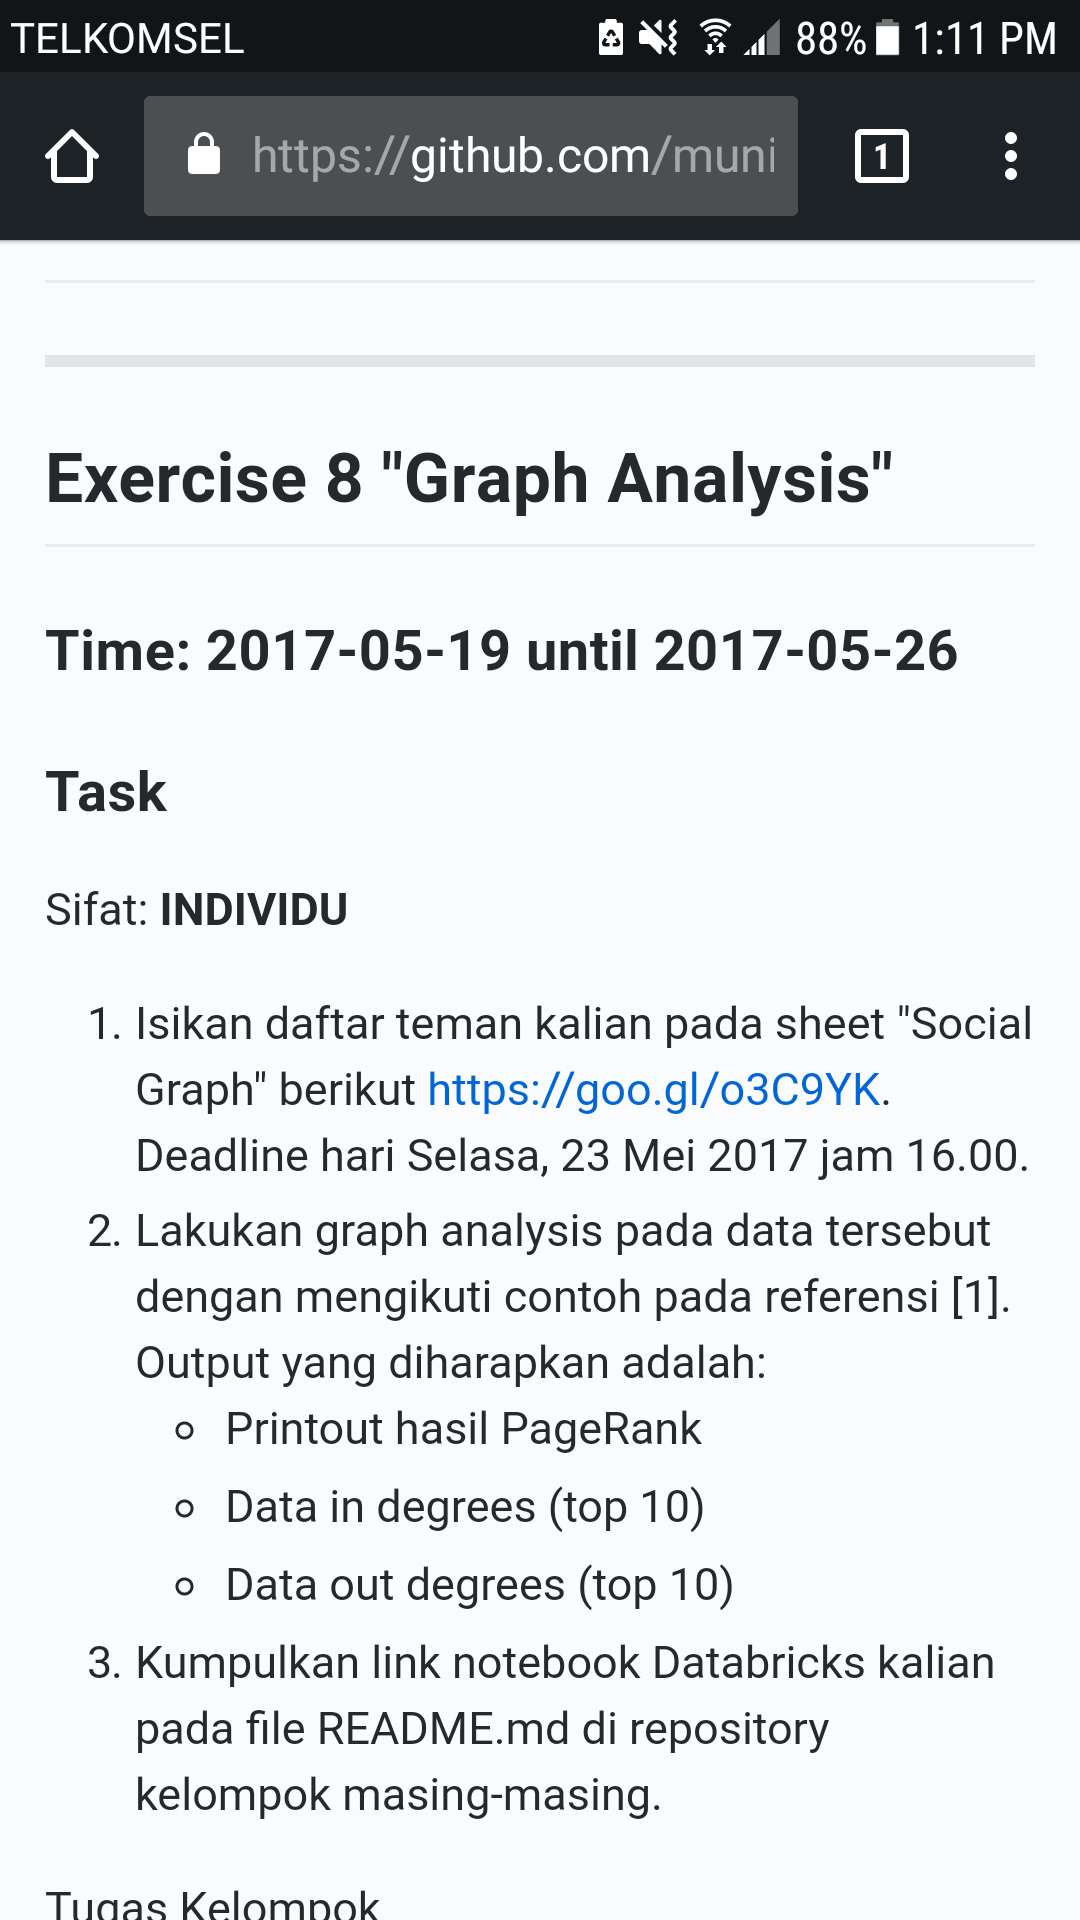 TELKOMSEL 88% 1:11 PM
https://github.com/muni 1
Exercise 8 "Graph Analysis"
Time: 2017-05-19 until 2017-05-26
Task
Sifat: INDIVIDU
1. Isikan daftar teman kalian pada sheet "Social
Graph" berikut https://goo.gl/o3C9YK.
Deadline hari Selasa, 23 Mei 2017 jam 16.00.
2. Lakukan graph analysis pada data tersebut
dengan mengikuti contoh pada referensi [1].
Output yang diharapkan adalah:
Printout hasil PageRank
Data in degrees (top 10)
Data out degrees (top 10)
3. Kumpulkan link notebook Databricks kalian
pada file README.md di repository
kelompok masing-masing.
Tugas Kelompok